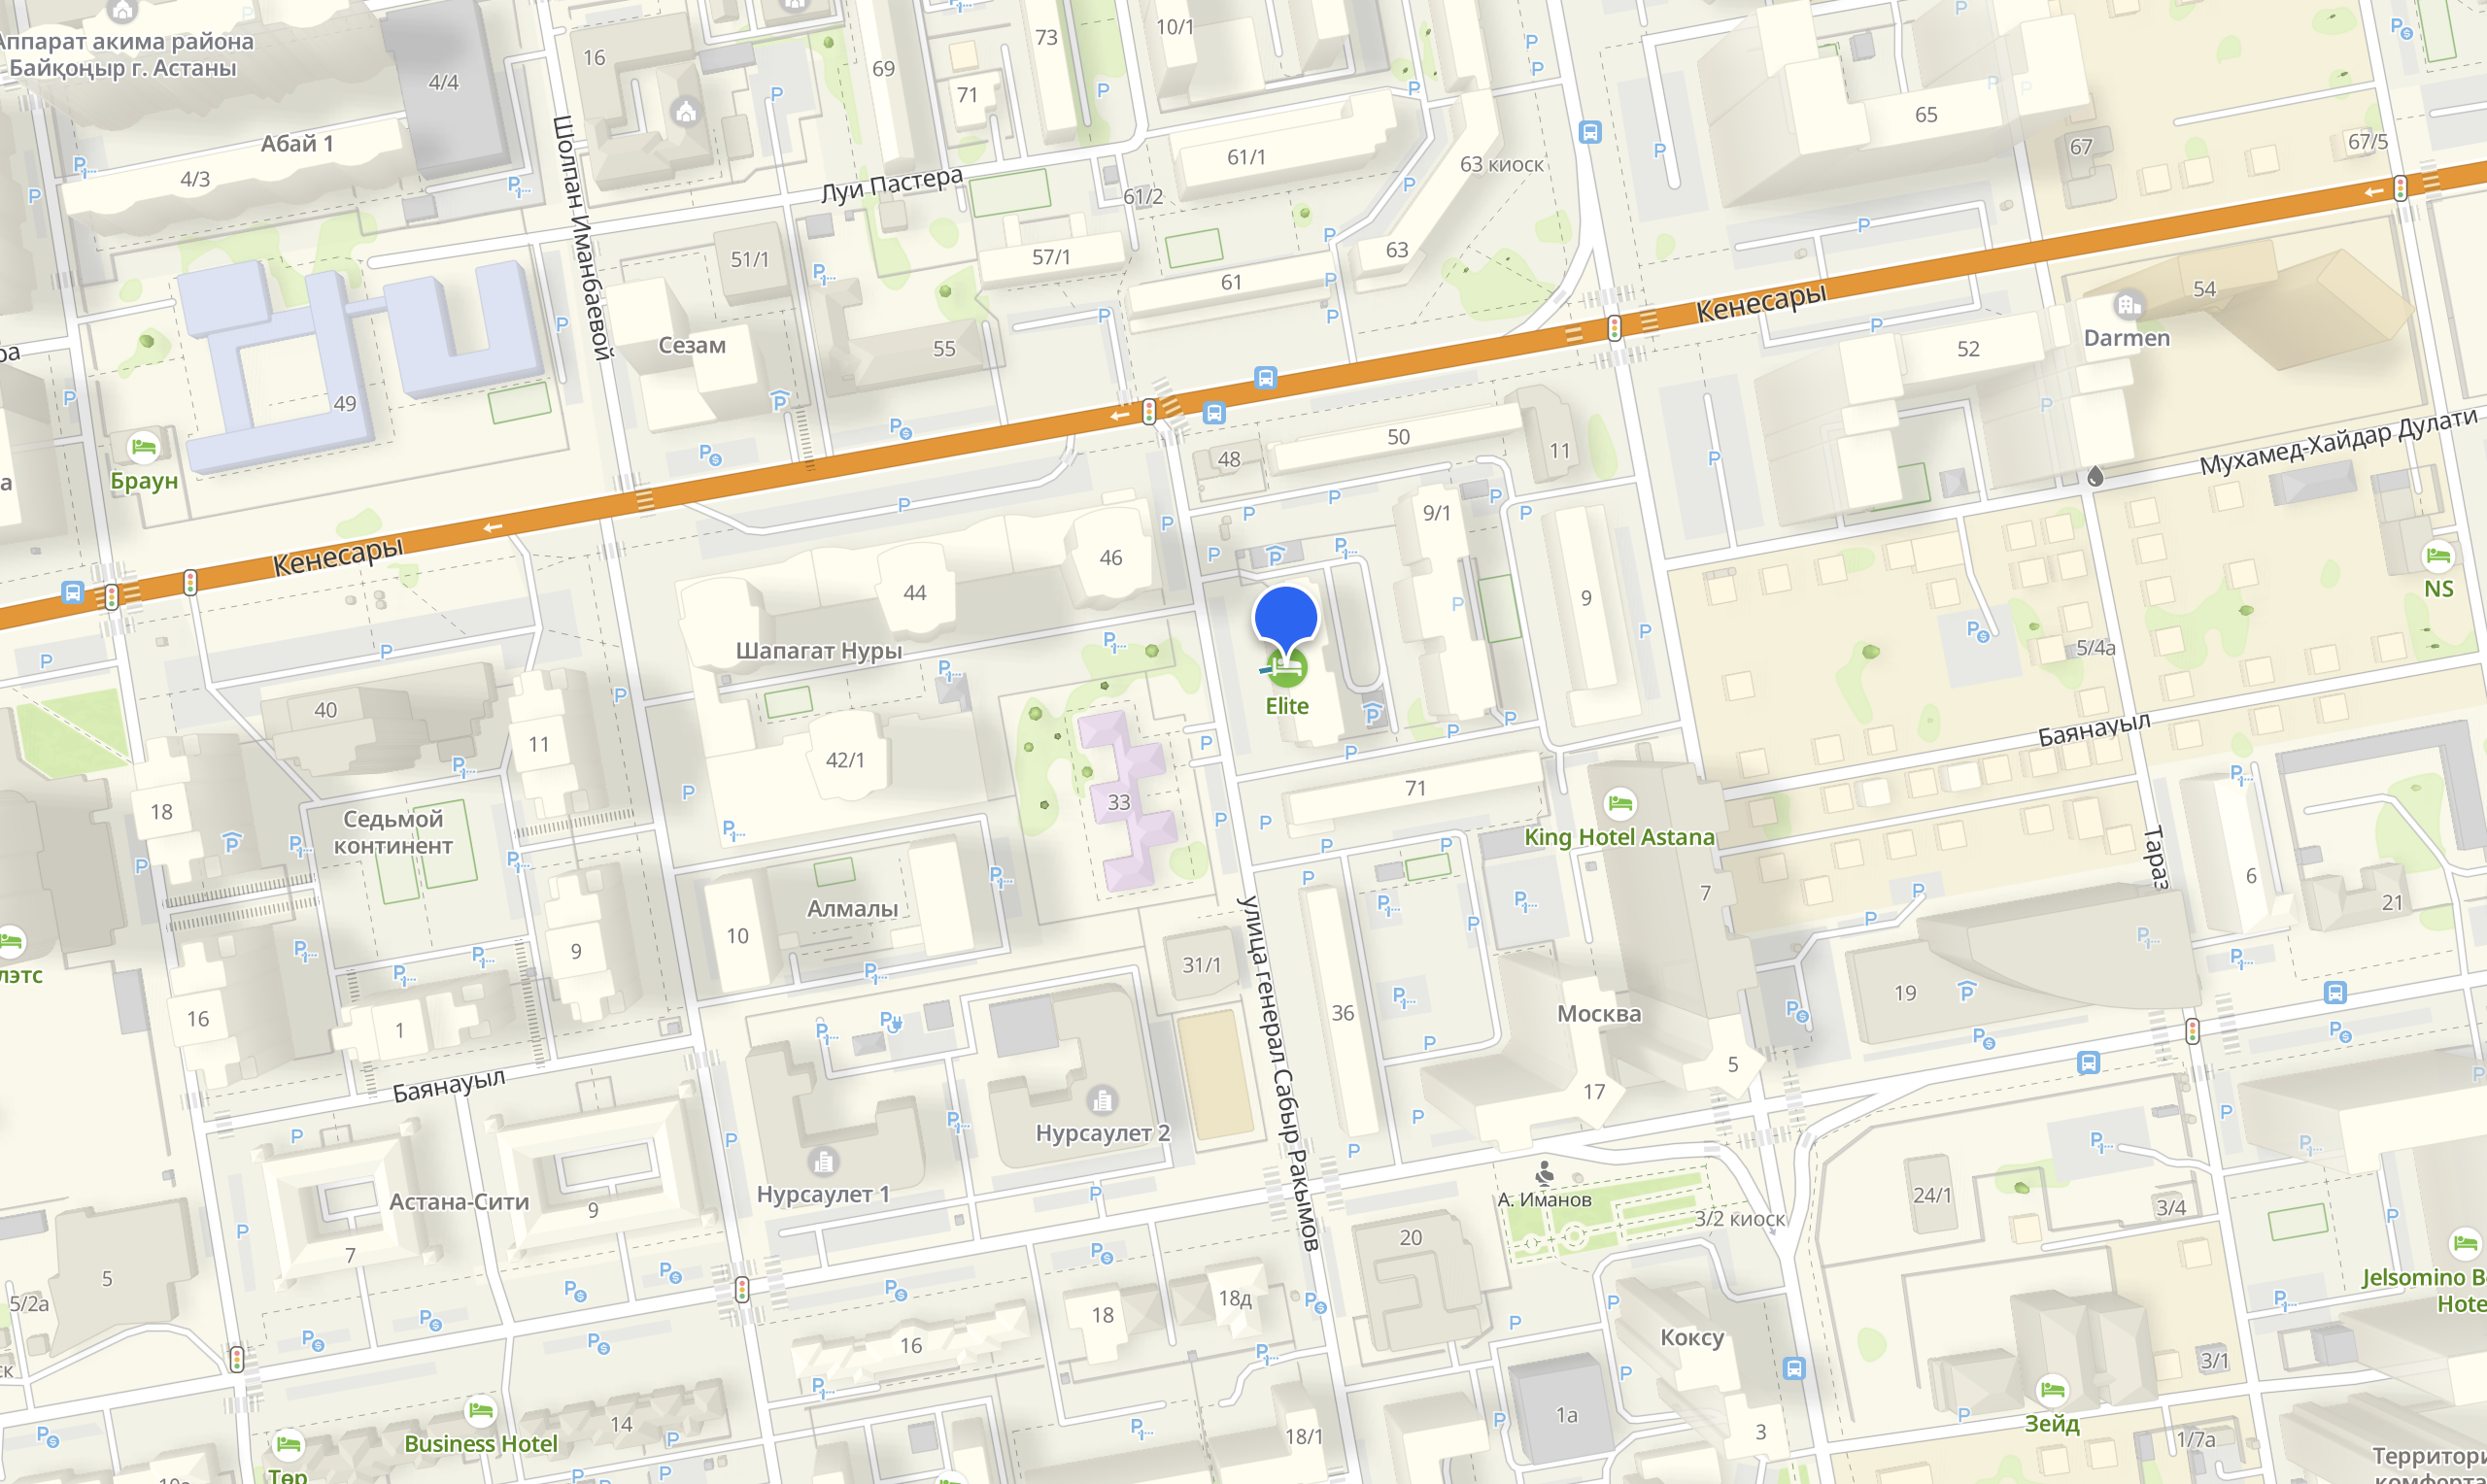 Аппарат акима района
Байқоңыр г. Астаны
4/4
16
69
73
10/1
71
65
67
67/5
Абай 1
4/3
Шолпан Иманбаевой
Луи Пастера
61/1
61/2
63 киоск
51/1
57/1
61
63
Кенесары
54
Darmen
52
Сезам
55
49
Браун
48
50
11
Мухамед-Хайдар Дулати
9/1
NS
Кенесары
44
46
9
5/4а
Шапагат Нуры
Elite
40
11
42/1
33
71
Баянауыл
18
Седьмой
континент
King Hotel Astana
7
Тараз
6
21
Алмалы
10
9
31/1
улица генерал Сабыр Ракымов
36
Москва
19
лэтс
16
1
17
5
Баянауыл
Нурсаулет 2
Нурсаулет 1
Астана-Сити
9
7
5
5/2а
А. Иманов
3/2 киоск
24/1
3/4
20
18
18д
16
Коксу
Jelsomino B
Hote
3/1
Зейд
1а
3
1/7а
14
Business Hotel
Төр
18/1
Территори
комфорта